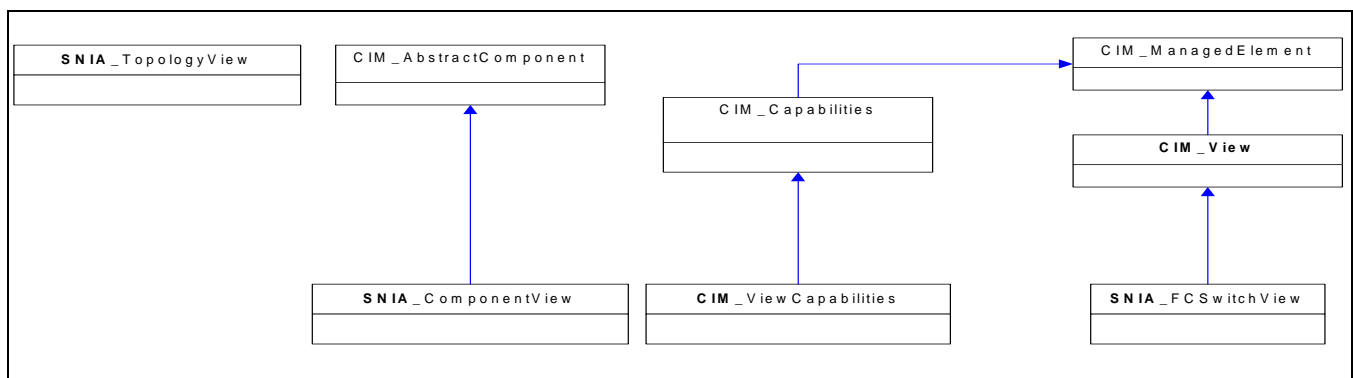 SNIA_TopologyView
CIM_AbstractComponent
CIM_ManagedElement
CIM_Capabilities
CIM_View
SNIA_ComponentView
CIM_ViewCapabilities
SNIA_FCSwitchView